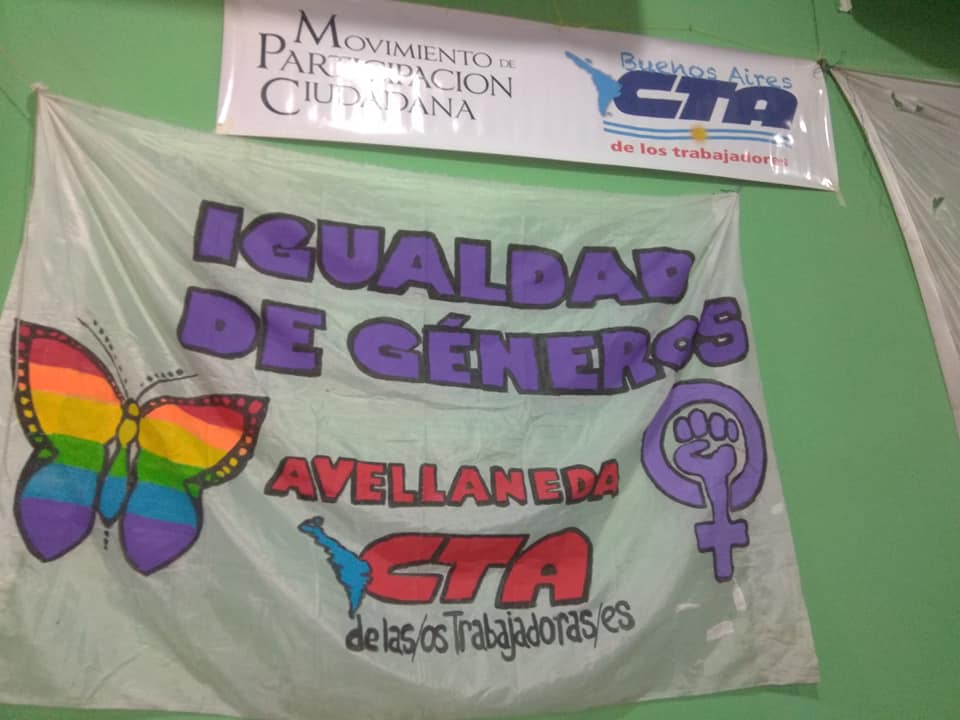 MOVIMIENTO DE
PARTICIPACION
CIUDADANA
Buenos Aires
CTA
de los trabajadores
IGUALDAD
DE GÉNEROS
AVELLANEDA
CTA
de las/os Trabajadoras/es